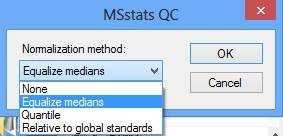 MSstats QC
Normalization method:
OK
Equalize medians
Cancel
None
Equalize medians
Quantile
Relative to global standards